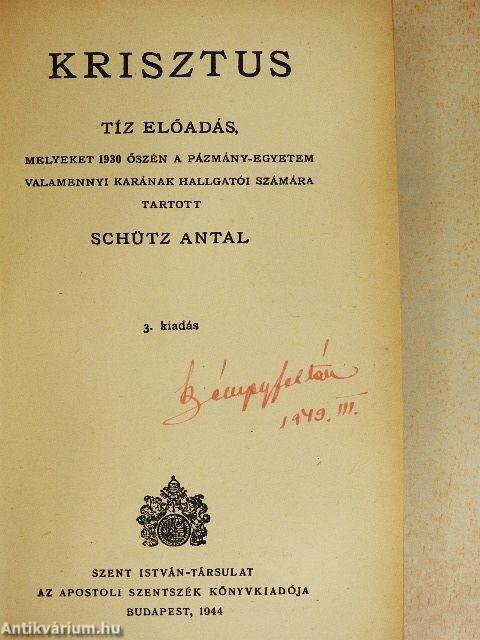 KRISZTUS
TÍZ ELŐADÁS,
MELYEKET 1930 ŐSZÉN A PÁZMÁNY-EGYETEM
VALAMENNYI KARÁNAK HALLGATÓI SZÁMÁRA
TARTOTT
SCHÜTZ ANTAL
3. kiadás
1949. III.
SZENT ISTVÁN-TÁRSULAT
AZ APOSTOLI SZENTSZÉK KÖNYVKIADÓJA
BUDAPEST, 1944
Antikvárium.hu